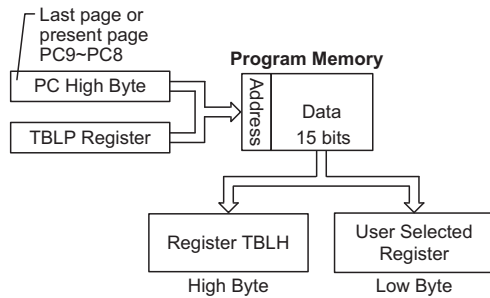 Last page or
present page
PC9~PC8
Program Memory
PC High Byte
TBLP Register
Address
Data
15 bits
Register TBLH
User Selected
Register
High Byte
Low Byte